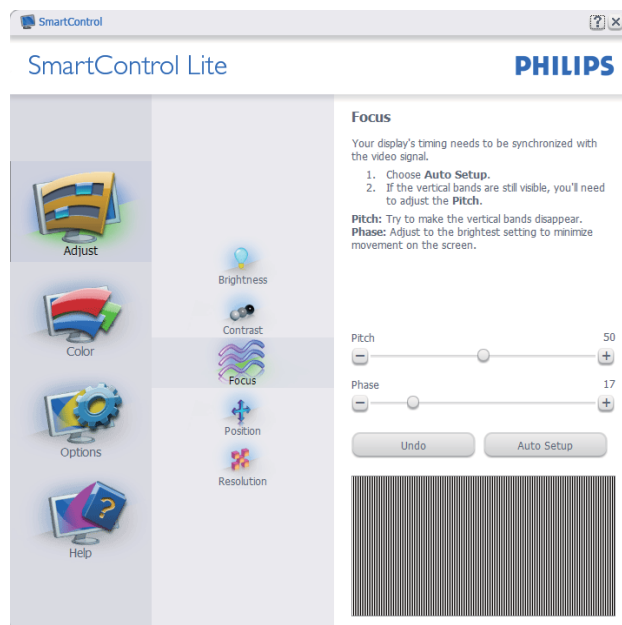 SmartControl
SmartControl Lite
PHILIPS
Adjust
Color
Options
Help
Brightness
Contrast
Focus
Position
Resolution
Focus
Your display's timing needs to be synchronized with
the video signal.
1. Choose Auto Setup.
2. If the vertical bands are still visible, you'll need
to adjust the Pitch.
Pitch: Try to make the vertical bands disappear.
Phase: Adjust to the brightest setting to minimize
movement on the screen.
Pitch 50
Phase 17
Undo Auto Setup